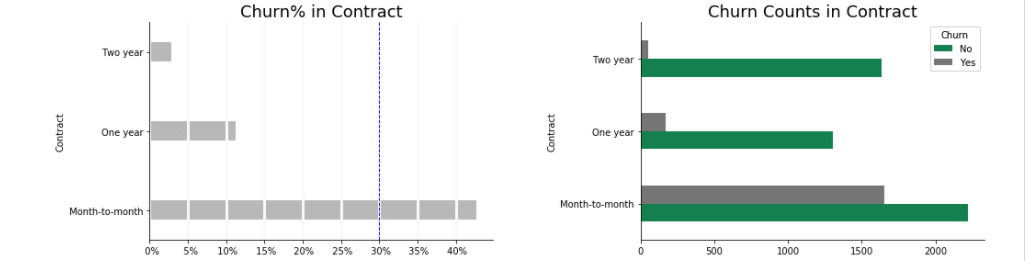 Churn% in Contract
Two year
One year
Month-to-month
Contract
0% 5% 10% 15% 20% 25% 30% 35% 40%
Churn Counts in Contract
Churn
No
Yes
Two year
One year
Month-to-month
Contract
0 500 1000 1500 2000